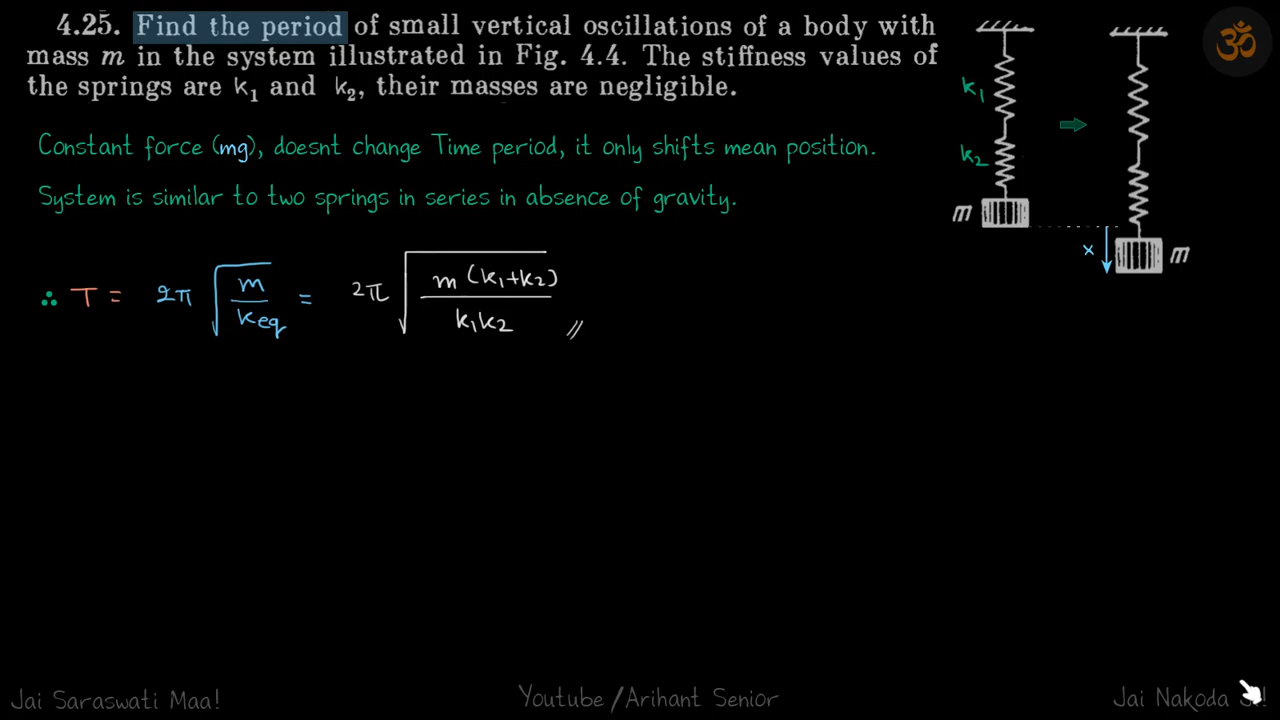 4.25. Find the period of small vertical oscillations of a body with
mass m in the system illustrated in Fig. 4.4. The stiffness values of
the springs are k₁ and k₂, their masses are negligible.
Constant force (mg), doesnt change Time period, it only shifts mean position.
System is similar to two springs in series in absence of gravity.
∴ T = 2π √(m/keq) = 2π √(m(k₁+k₂)/k₁k₂) //
k₁
k₂
m
x
m
ॐ
Jai Saraswati Maa!
Youtube /Arihant Senior
Jai Nakoda